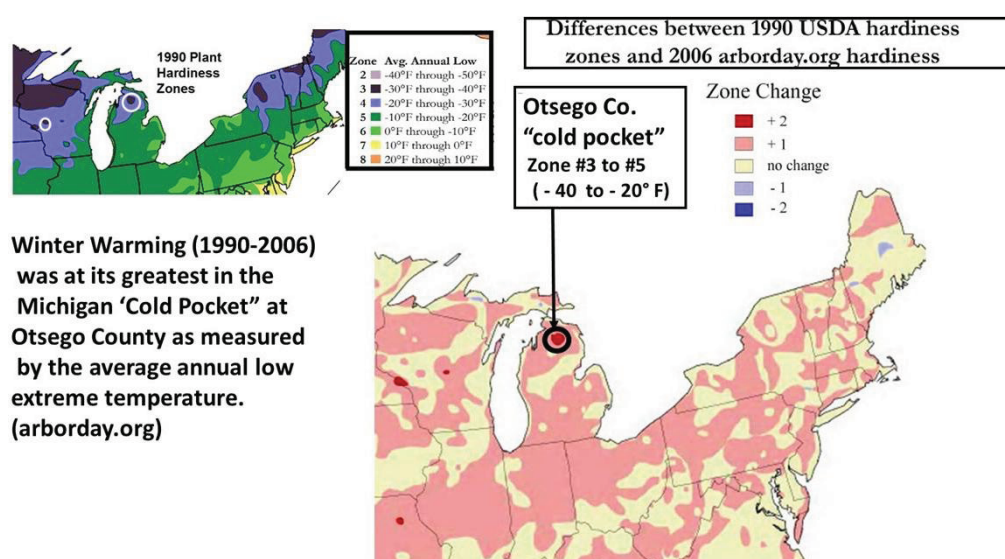 1990 Plant
Hardiness
Zones
Zone Avg. Annual Low
2 -40°F through -50°F
3 -30°F through -40°F
4 -20°F through -30°F
5 -10°F through -20°F
6 0°F through -10°F
7 10°F through 0°F
8 20°F through 10°F
Differences between 1990 USDA hardiness
zones and 2006 arborday.org hardiness
Otsego Co.
“cold pocket”
Zone #3 to #5
( - 40 to - 20° F)
Zone Change
+ 2
+ 1
no change
- 1
- 2
Winter Warming (1990-2006)
was at its greatest in the
Michigan ‘Cold Pocket” at
Otsego County as measured
by the average annual low
extreme temperature.
(arborday.org)